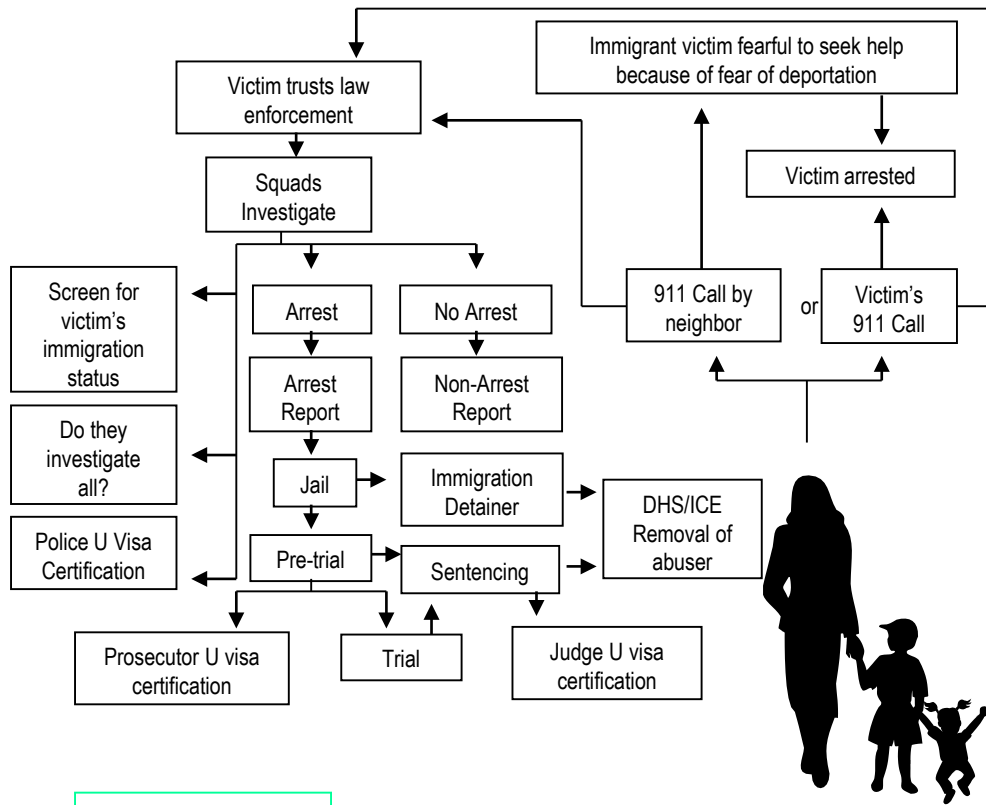 Immigrant victim fearful to seek help
because of fear of deportation
Victim trusts law
enforcement
Victim arrested
Squads
Investigate
911 Call by
neighbor
or
Victim’s
911 Call
Screen for
victim’s
immigration
status
Arrest
No Arrest
Arrest
Report
Non-Arrest
Report
Do they
investigate
all?
Jail
Immigration
Detainer
DHS/ICE
Removal of
abuser
Police U Visa
Certification
Pre-trial
Sentencing
Prosecutor U visa
certification
Trial
Judge U visa
certification